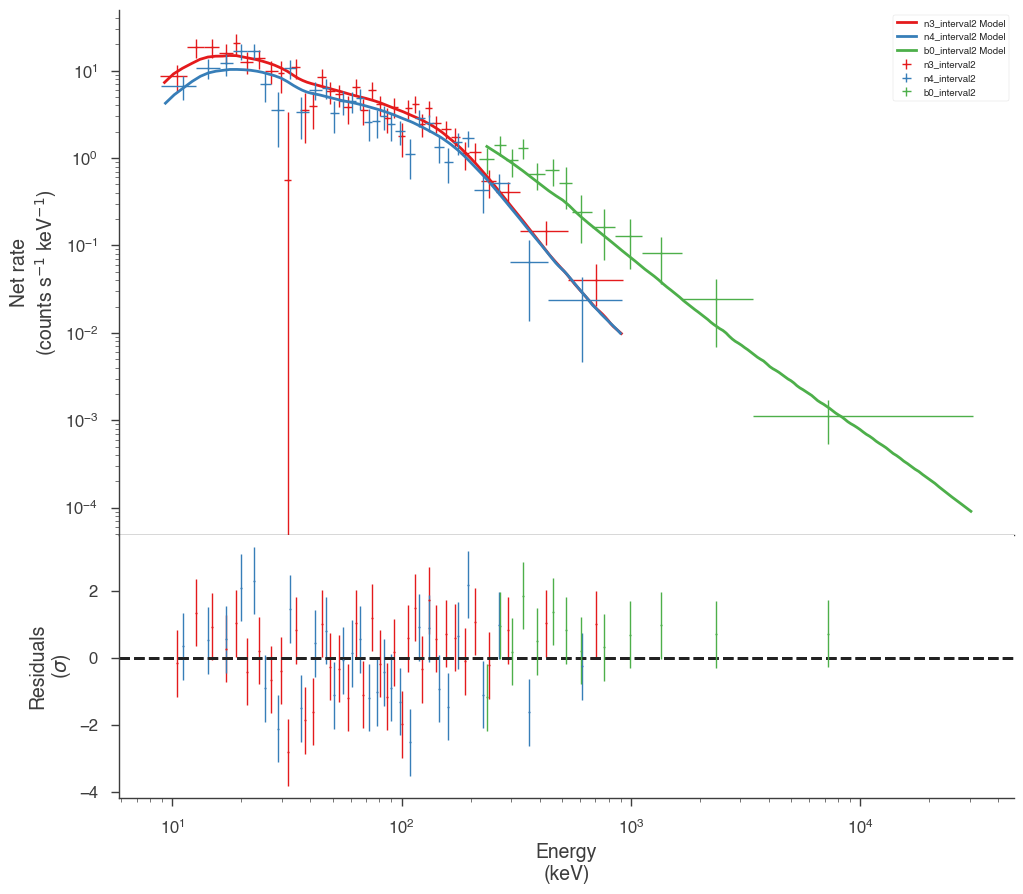 n3_interval2 Model
n4_interval2 Model
b0_interval2 Model
n3_interval2
n4_interval2
b0_interval2
Net rate
(counts s⁻¹ keV⁻¹)
10¹
10⁰
10⁻¹
10⁻²
10⁻³
10⁻⁴
Residuals
(σ)
2
0
−2
−4
10¹ 10² 10³ 10⁴
Energy
(keV)